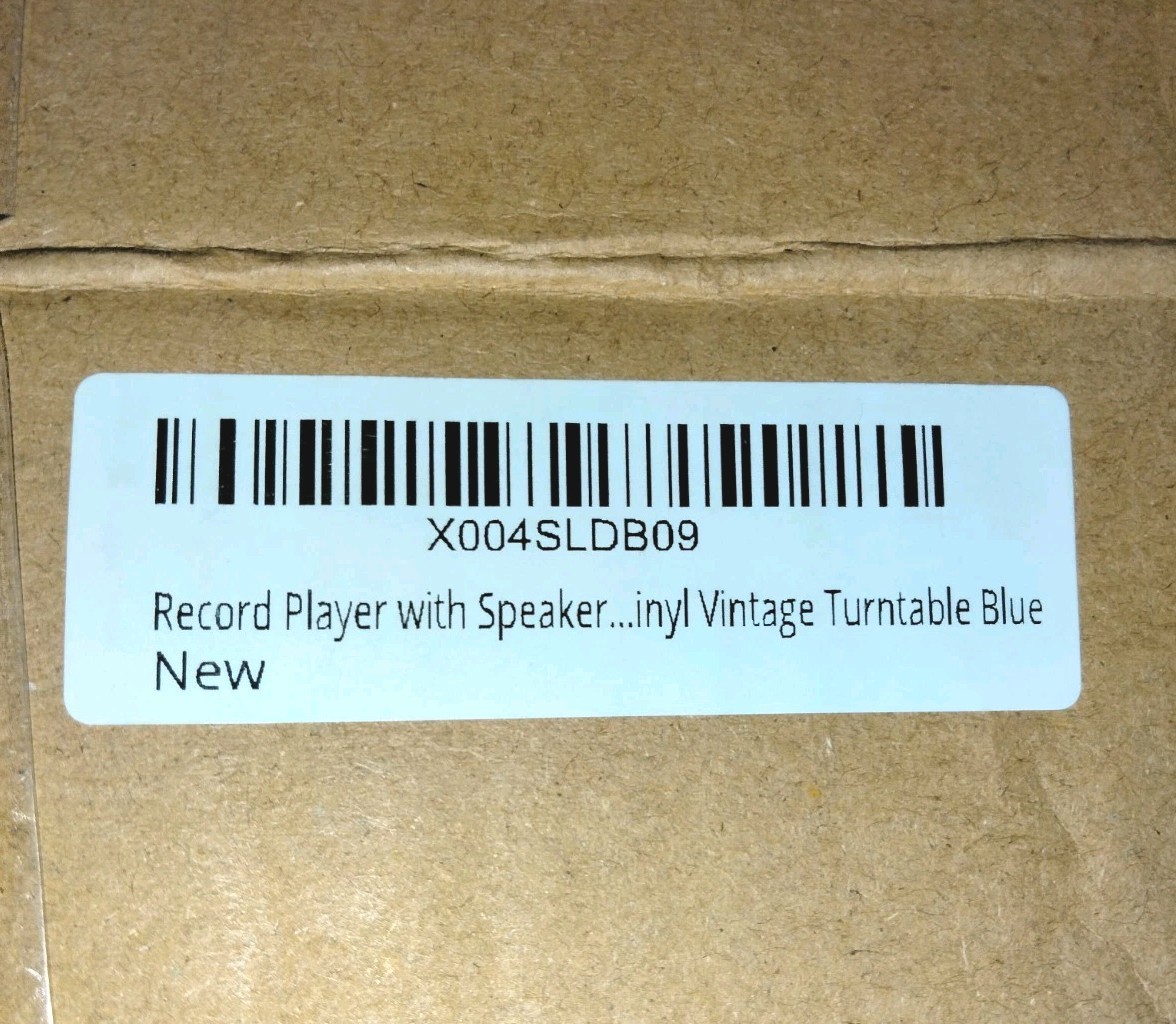 X004SLDB09
Record Player with Speaker...inyl Vintage Turntable Blue
New